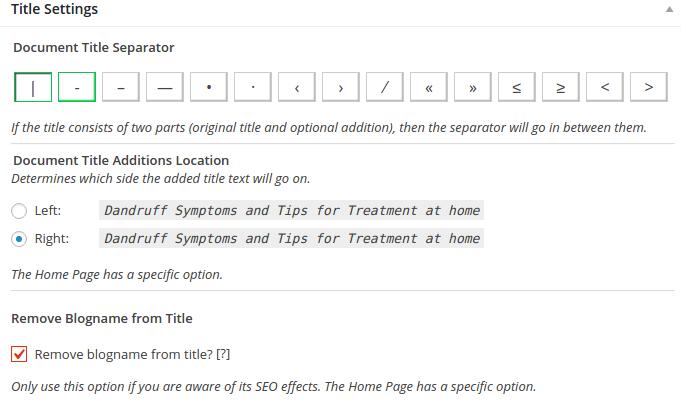 Title Settings
Document Title Separator
| - – — • · ‹ › ⁄ « » ≤ ≥ < >
If the title consists of two parts (original title and optional addition), then the separator will go in between them.
Document Title Additions Location
Determines which side the added title text will go on.
Left: Dandruff Symptoms and Tips for Treatment at home
Right: Dandruff Symptoms and Tips for Treatment at home
The Home Page has a specific option.
Remove Blogname from Title
Remove blogname from title? [?]
Only use this option if you are aware of its SEO effects. The Home Page has a specific option.